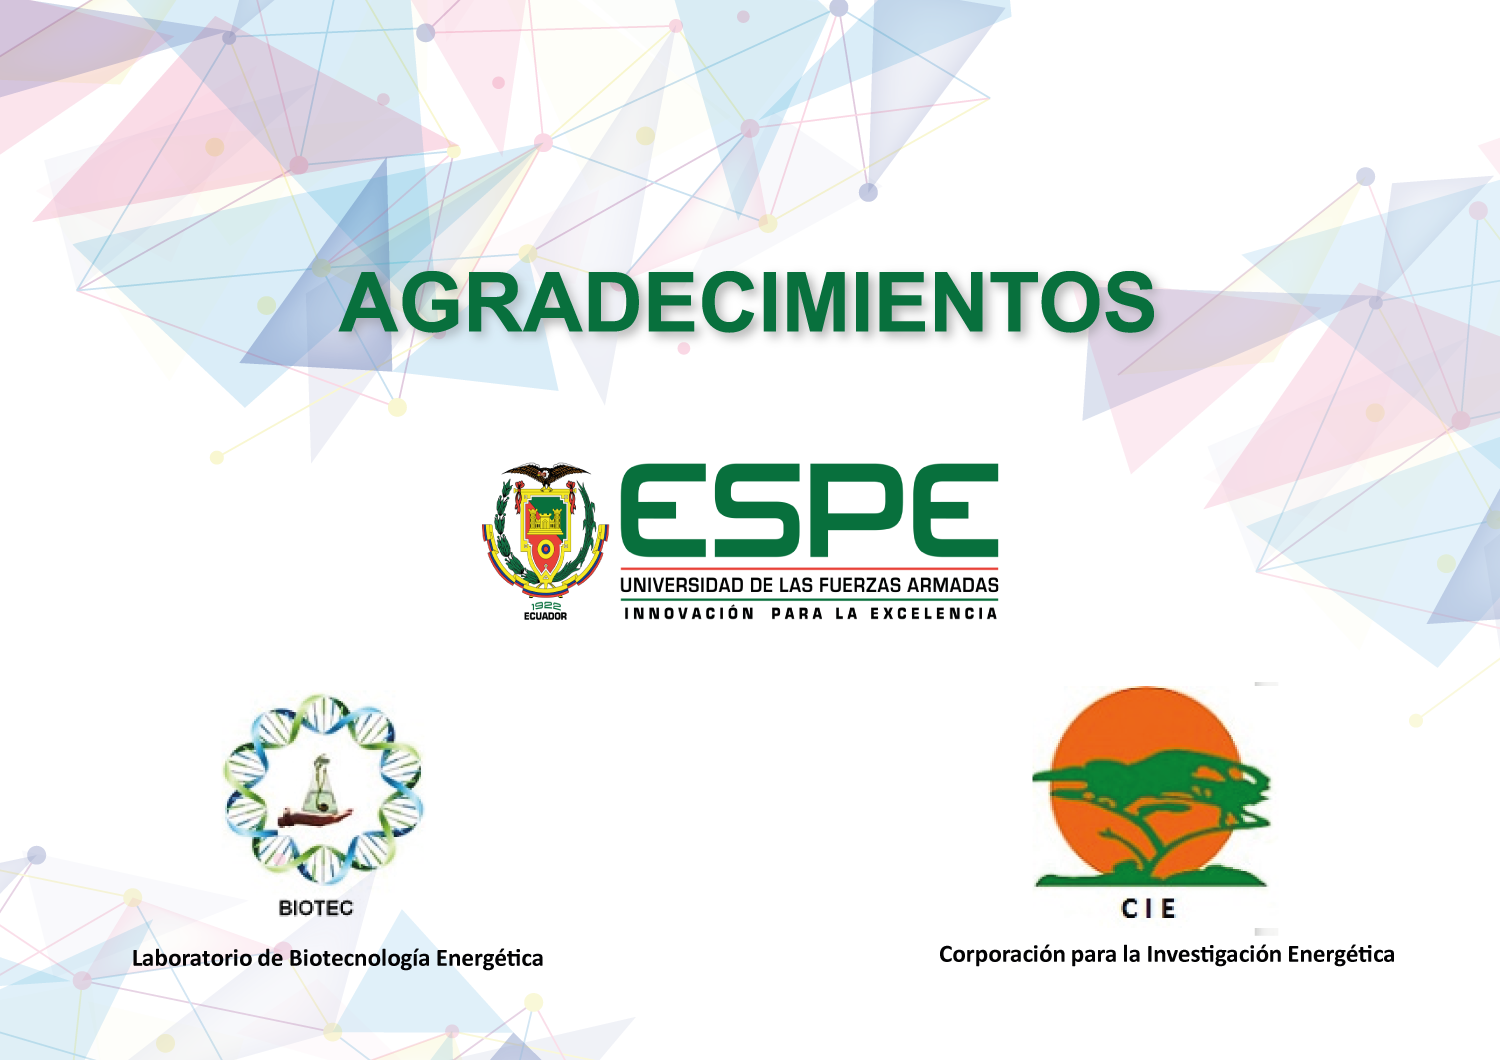 AGRADECIMIENTOS
ESPE
UNIVERSIDAD DE LAS FUERZAS ARMADAS
INNOVACIÓN PARA LA EXCELENCIA
1922
ECUADOR
BIOTEC
Laboratorio de Biotecnología Energética
CIE
Corporación para la Investigación Energética